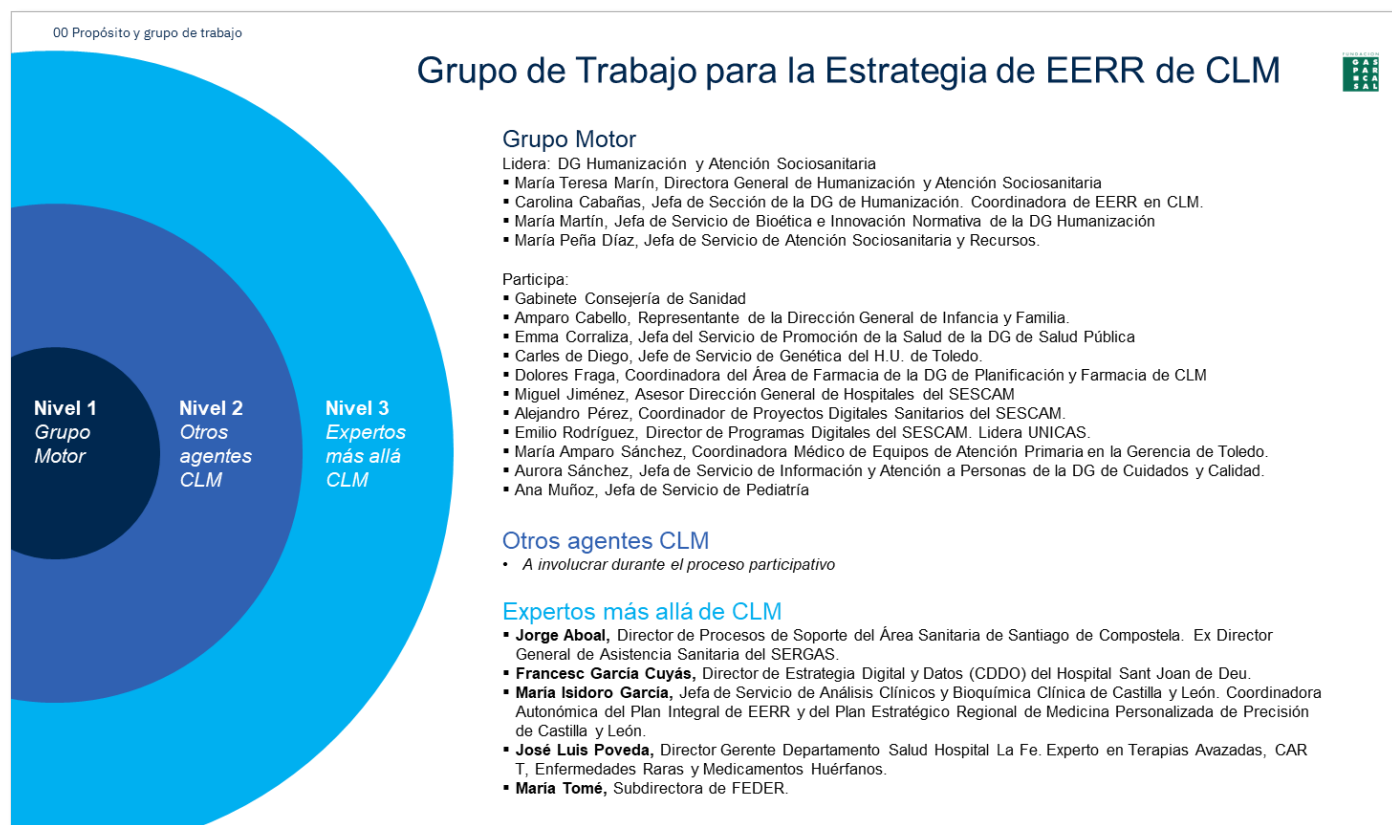 00 Propósito y grupo de trabajo
Grupo de Trabajo para la Estrategia de EERR de CLM
FUNDACIÓN
GAS
PAR
CA
SAL
Grupo Motor
Lidera: DG Humanización y Atención Sociosanitaria
▪ María Teresa Marín, Directora General de Humanización y Atención Sociosanitaria
▪ Carolina Cabañas, Jefa de Sección de la DG de Humanización. Coordinadora de EERR en CLM.
▪ María Martín, Jefa de Servicio de Bioética e Innovación Normativa de la DG Humanización
▪ María Peña Díaz, Jefa de Servicio de Atención Sociosanitaria y Recursos.
Participa:
▪ Gabinete Consejería de Sanidad
▪ Amparo Cabello, Representante de la Dirección General de Infancia y Familia.
▪ Emma Corraliza, Jefa del Servicio de Promoción de la Salud de la DG de Salud Pública
▪ Carles de Diego, Jefe de Servicio de Genética del H.U. de Toledo.
▪ Dolores Fraga, Coordinadora del Área de Farmacia de la DG de Planificación y Farmacia de CLM
▪ Miguel Jiménez, Asesor Dirección General de Hospitales del SESCAM
▪ Alejandro Pérez, Coordinador de Proyectos Digitales Sanitarios del SESCAM.
▪ Emilio Rodríguez, Director de Programas Digitales del SESCAM. Lidera UNICAS.
▪ María Amparo Sánchez, Coordinadora Médico de Equipos de Atención Primaria en la Gerencia de Toledo.
▪ Aurora Sánchez, Jefa de Servicio de Información y Atención a Personas de la DG de Cuidados y Calidad.
▪ Ana Muñoz, Jefa de Servicio de Pediatría
Nivel 1
Grupo
Motor
Nivel 2
Otros
agentes
CLM
Nivel 3
Expertos
más allá
CLM
Otros agentes CLM
• A involucrar durante el proceso participativo
Expertos más allá de CLM
▪ Jorge Aboal, Director de Procesos de Soporte del Área Sanitaria de Santiago de Compostela. Ex Director
General de Asistencia Sanitaria del SERGAS.
▪ Francesc García Cuyás, Director de Estrategia Digital y Datos (CDDO) del Hospital Sant Joan de Deu.
▪ María Isidoro García, Jefa de Servicio de Análisis Clínicos y Bioquímica Clínica de Castilla y León. Coordinadora
Autonómica del Plan Integral de EERR y del Plan Estratégico Regional de Medicina Personalizada de Precisión
de Castilla y León.
▪ José Luis Poveda, Director Gerente Departamento Salud Hospital La Fe. Experto en Terapias Avazadas, CAR
T, Enfermedades Raras y Medicamentos Huérfanos.
▪ María Tomé, Subdirectora de FEDER.